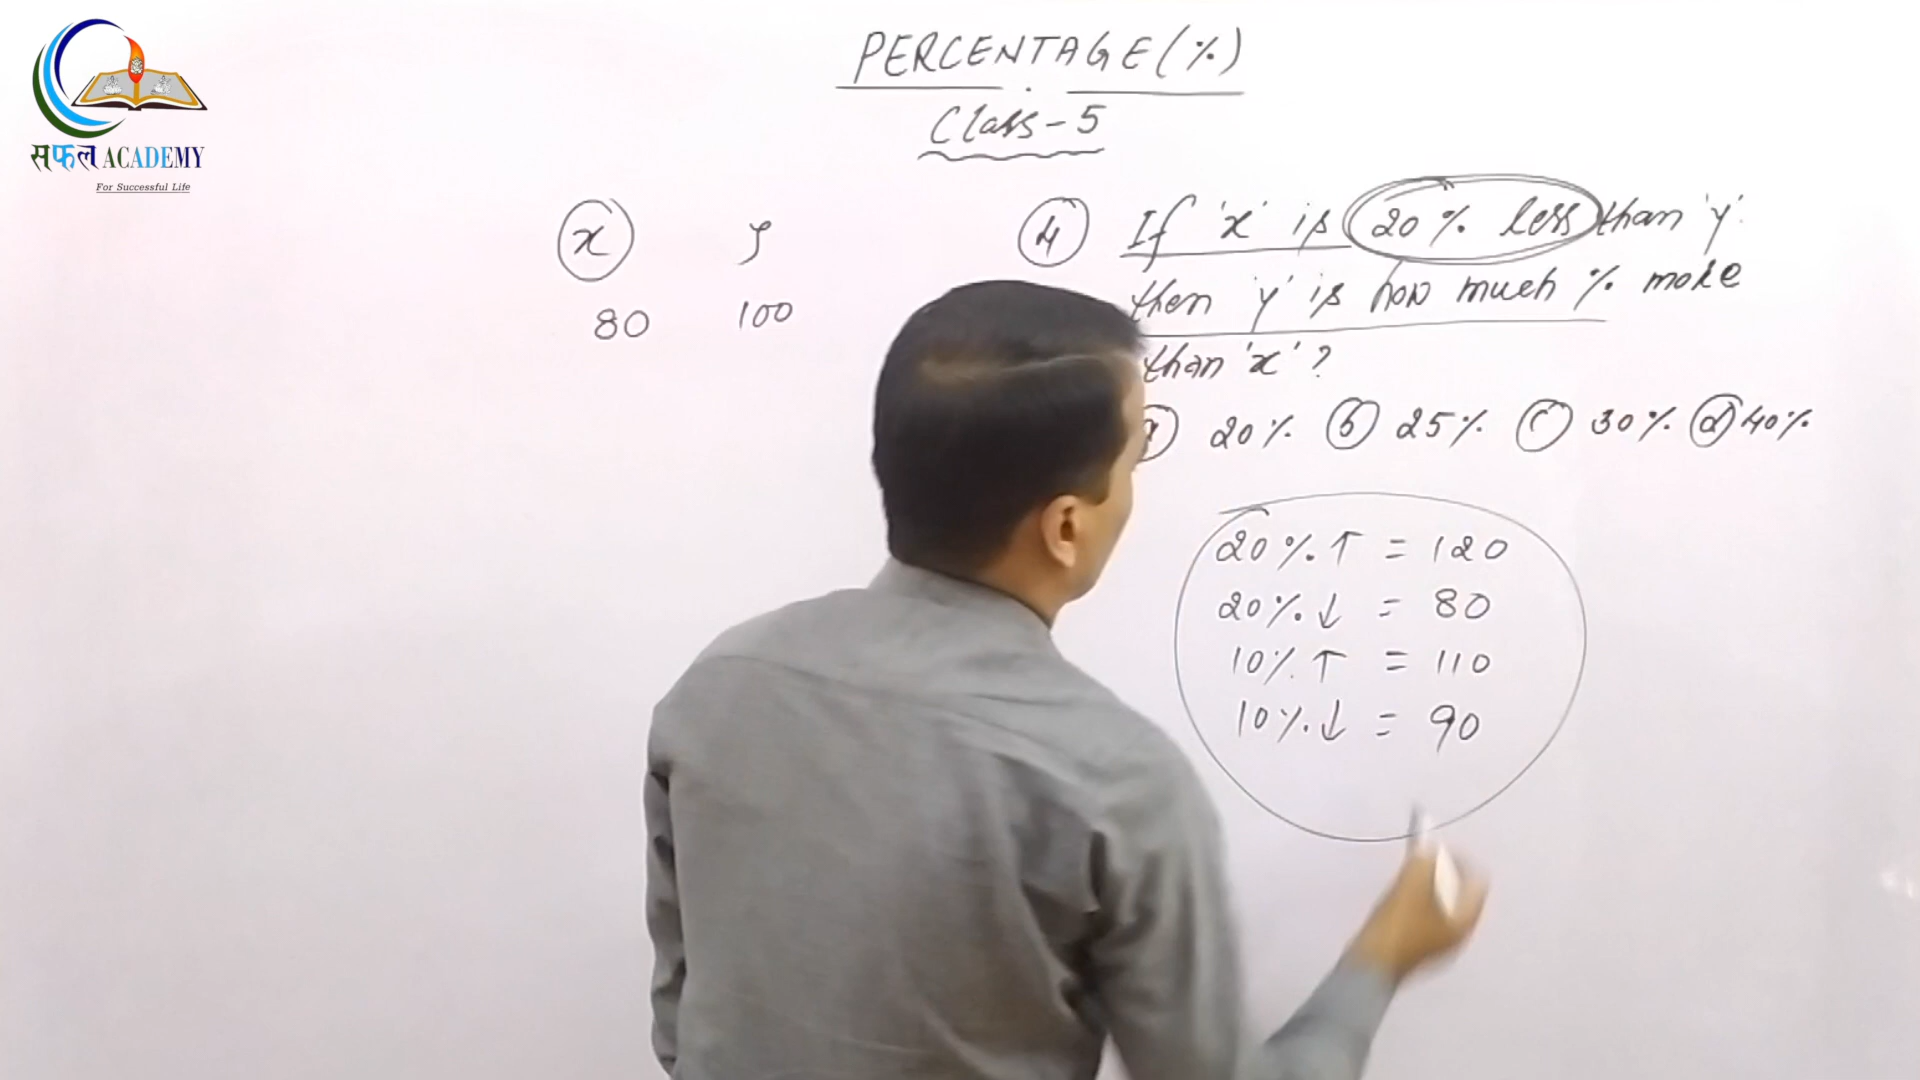 सफल ACADEMY
For Successful Life
PERCENTAGE (%)
Class-5
x y
80 100
4 If 'x' is 20% less than 'y'
then 'y' is how much % more
than 'x' ?
20% b 25% c 30% d 40%
20% ↑ = 120
20% ↓ = 80
10% ↑ = 110
10% ↓ = 90